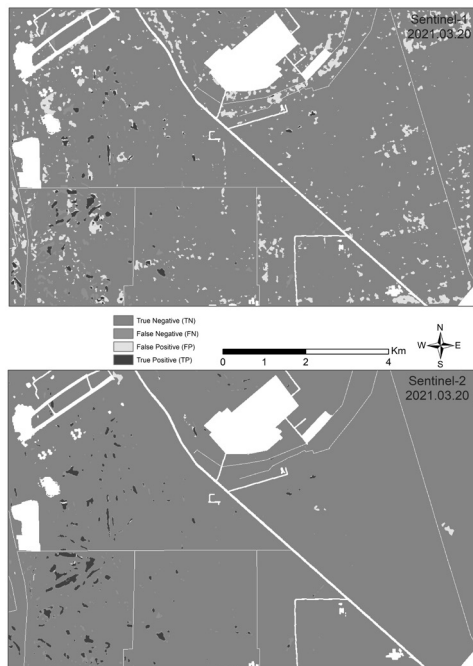 Sentinel-1
2021.03.20
True Negative (TN)
False Negative (FN)
False Positive (FP)
True Positive (TP)
0 1 2 4 Km
N
W E
S
Sentinel-2
2021.03.20